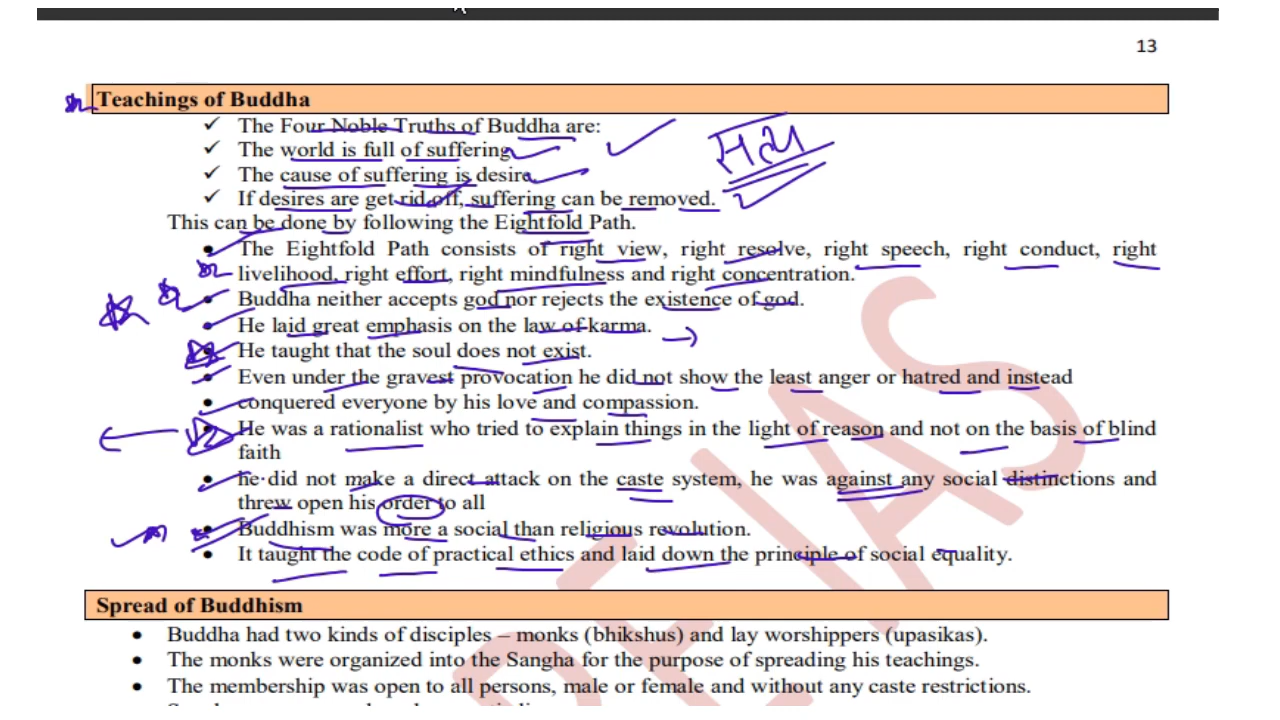 13
Teachings of Buddha
✓ The Four Noble Truths of Buddha are:
✓ The world is full of suffering.
✓ The cause of suffering is desire.
✓ If desires are get rid off, suffering can be removed.
सत्य
This can be done by following the Eightfold Path.
• The Eightfold Path consists of right view, right resolve, right speech, right conduct, right
livelihood, right effort, right mindfulness and right concentration.
• Buddha neither accepts god nor rejects the existence of god.
• He laid great emphasis on the law of karma.
• He taught that the soul does not exist.
• Even under the gravest provocation he did not show the least anger or hatred and instead
• conquered everyone by his love and compassion.
• He was a rationalist who tried to explain things in the light of reason and not on the basis of blind
faith
• he did not make a direct attack on the caste system, he was against any social distinctions and
threw open his order to all
• Buddhism was more a social than religious revolution.
• It taught the code of practical ethics and laid down the principle of social equality.
Spread of Buddhism
• Buddha had two kinds of disciples – monks (bhikshus) and lay worshippers (upasikas).
• The monks were organized into the Sangha for the purpose of spreading his teachings.
• The membership was open to all persons, male or female and without any caste restrictions.
IAS